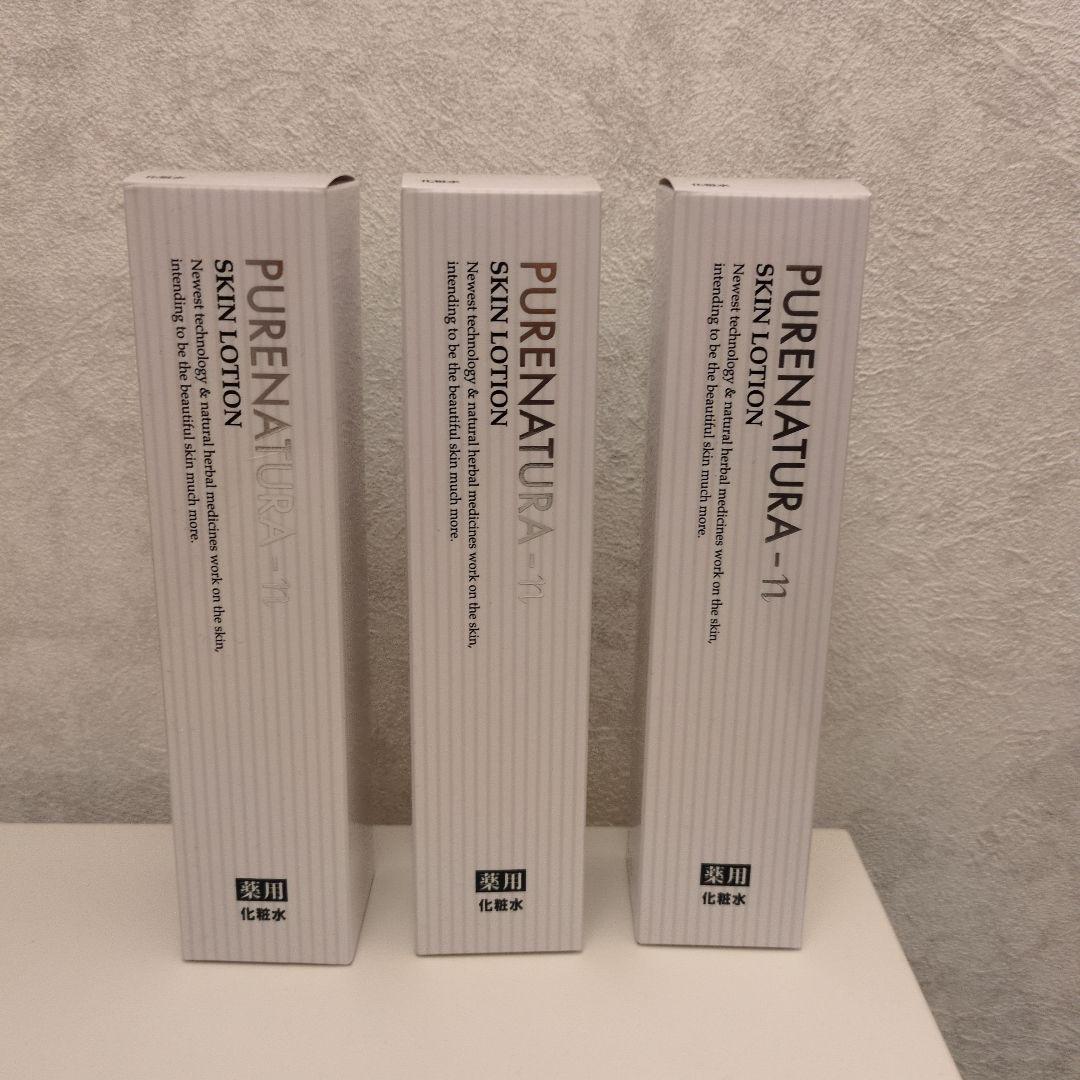 化粧水
PURENATURA-n
SKIN LOTION
Newest technology & natural herbal medicines work on the skin,
intending to be the beautiful skin much more.
薬用
化粧水
化粧水
PURENATURA-n
SKIN LOTION
Newest technology & natural herbal medicines work on the skin,
intending to be the beautiful skin much more.
薬用
化粧水
化粧水
PURENATURA-n
SKIN LOTION
Newest technology & natural herbal medicines work on the skin,
intending to be the beautiful skin much more.
薬用
化粧水